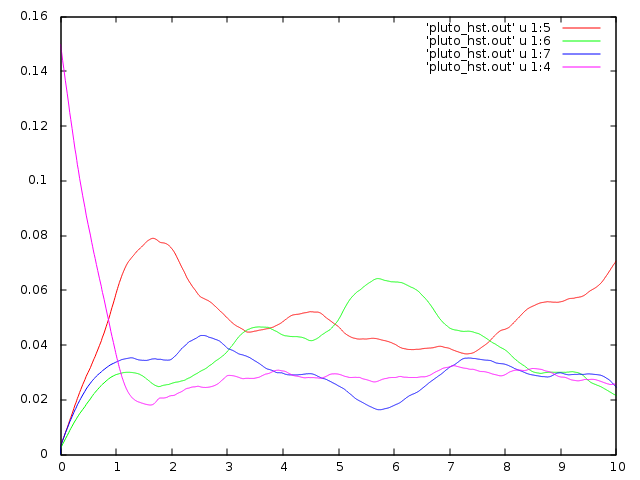 0.16
0.14
0.12
0.1
0.08
0.06
0.04
0.02
0
0 1 2 3 4 5 6 7 8 9 10
'pluto_hst.out' u 1:5
'pluto_hst.out' u 1:6
'pluto_hst.out' u 1:7
'pluto_hst.out' u 1:4